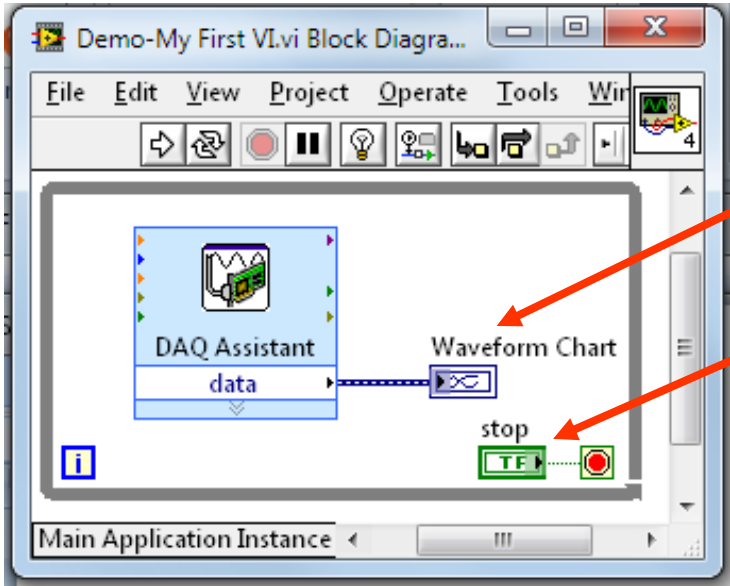 Demo-My First VI.vi Block Diagra...
File Edit View Project Operate Tools Win
4
DAQ Assistant
data
Waveform Chart
stop
TF
i
Main Application Instance